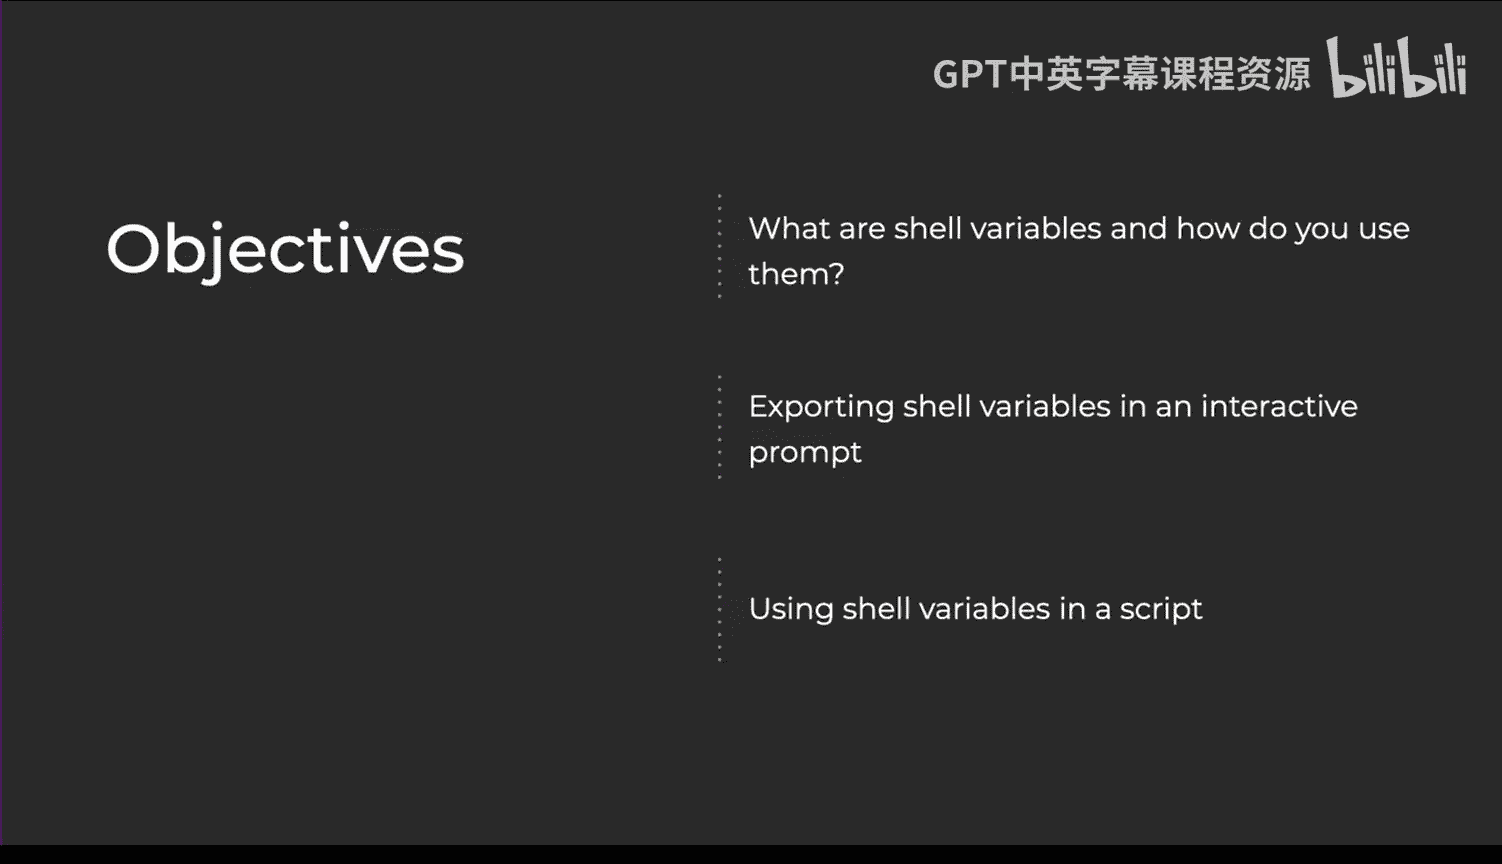 GPT中英字幕课程资源 bilibili
Objectives
What are shell variables and how do you use
them?
Exporting shell variables in an interactive
prompt
Using shell variables in a script